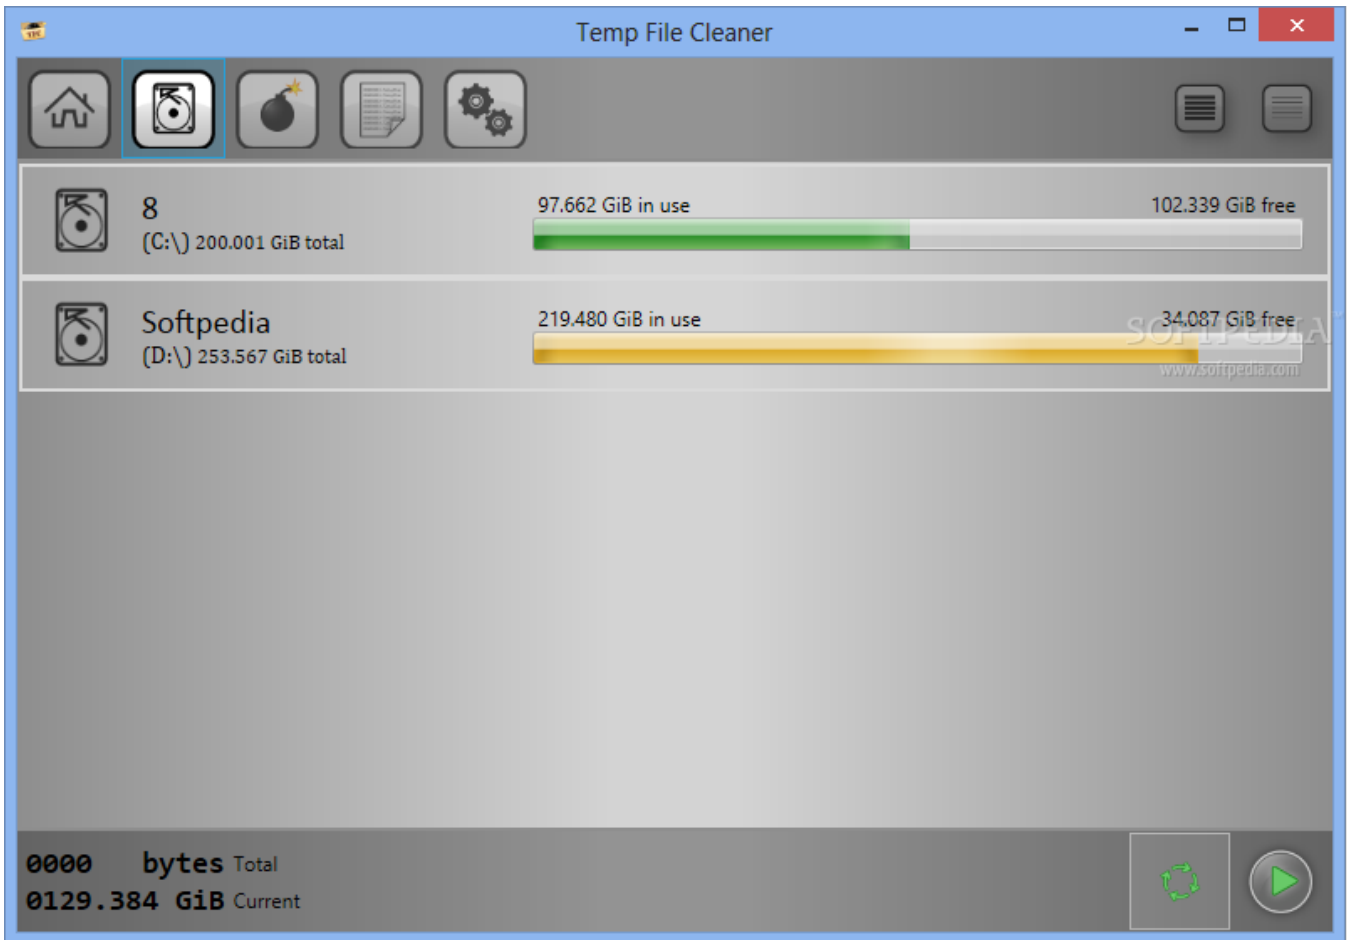 Temp File Cleaner
8
(C:\) 200.001 GiB total
97.662 GiB in use
102.339 GiB free
Softpedia
(D:\) 253.567 GiB total
219.480 GiB in use
34.087 GiB free
SOFTPEDIA
www.softpedia.com
0000 bytes Total
0129.384 GiB Current